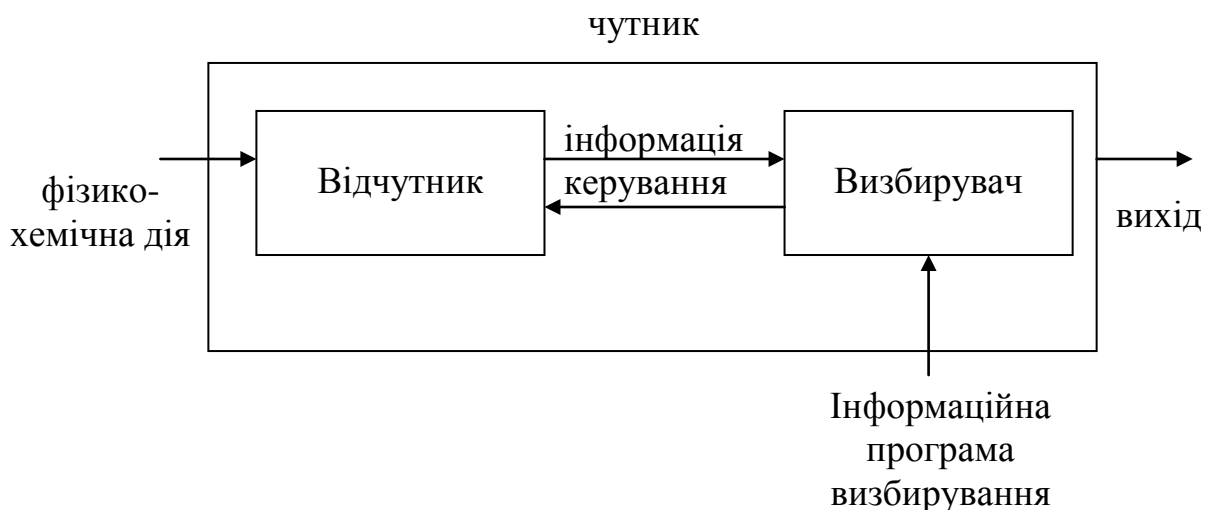 чутник
фізико-
хемічна дія
Відчутник
інформація
керування
Визбирувач
вихід
Інформаційна
програма
визбирування